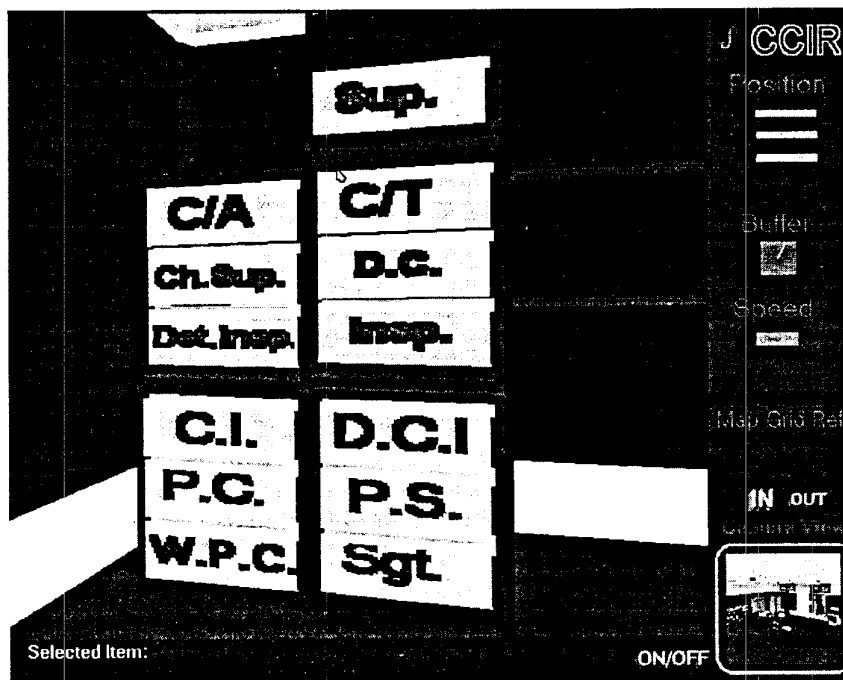 J CCIR
Position
Sup.
C/A
C/T
Ch.Sup.
D.C.
Det.Insp.
Insp.
Buffer
Speed
C.I.
D.C.I
Map Grid Ref
P.C.
P.S.
IN OUT
W.P.C.
Sgt.
Selected Item:
ON/OFF